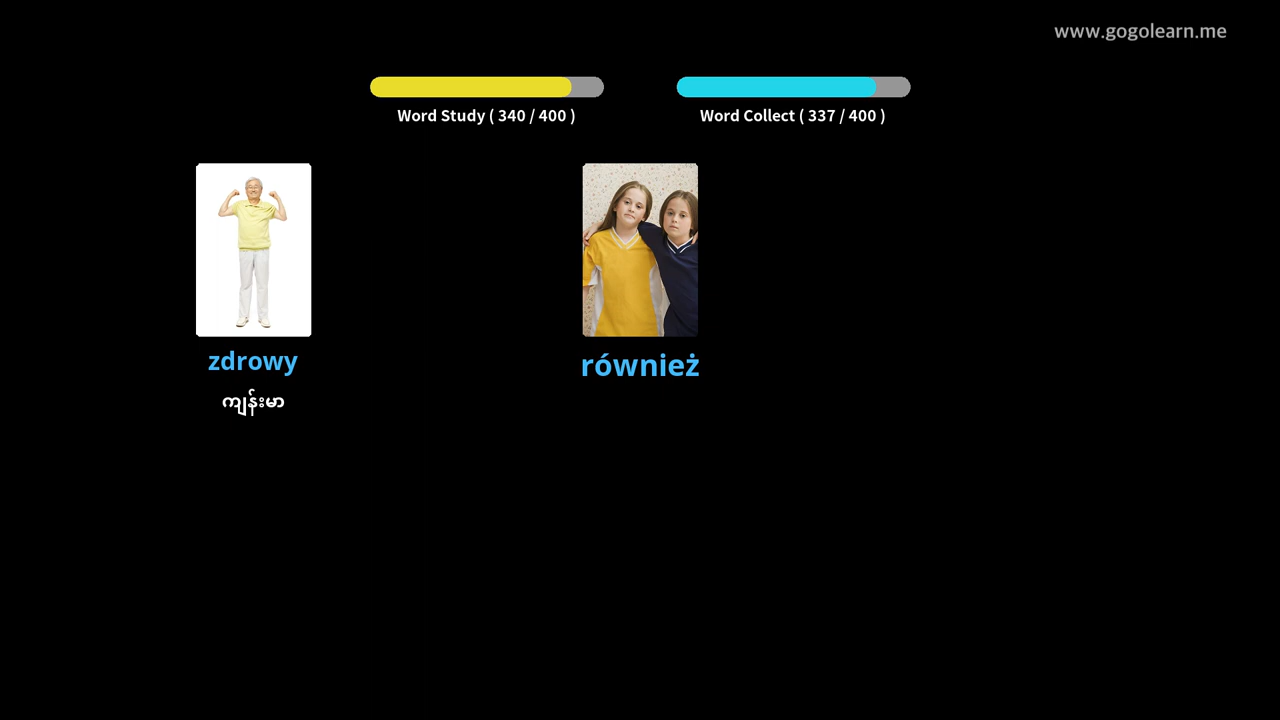 www.gogolearn.me
Word Study ( 340 / 400 )
Word Collect ( 337 / 400 )
zdrowy
ကျန်းမာ
również